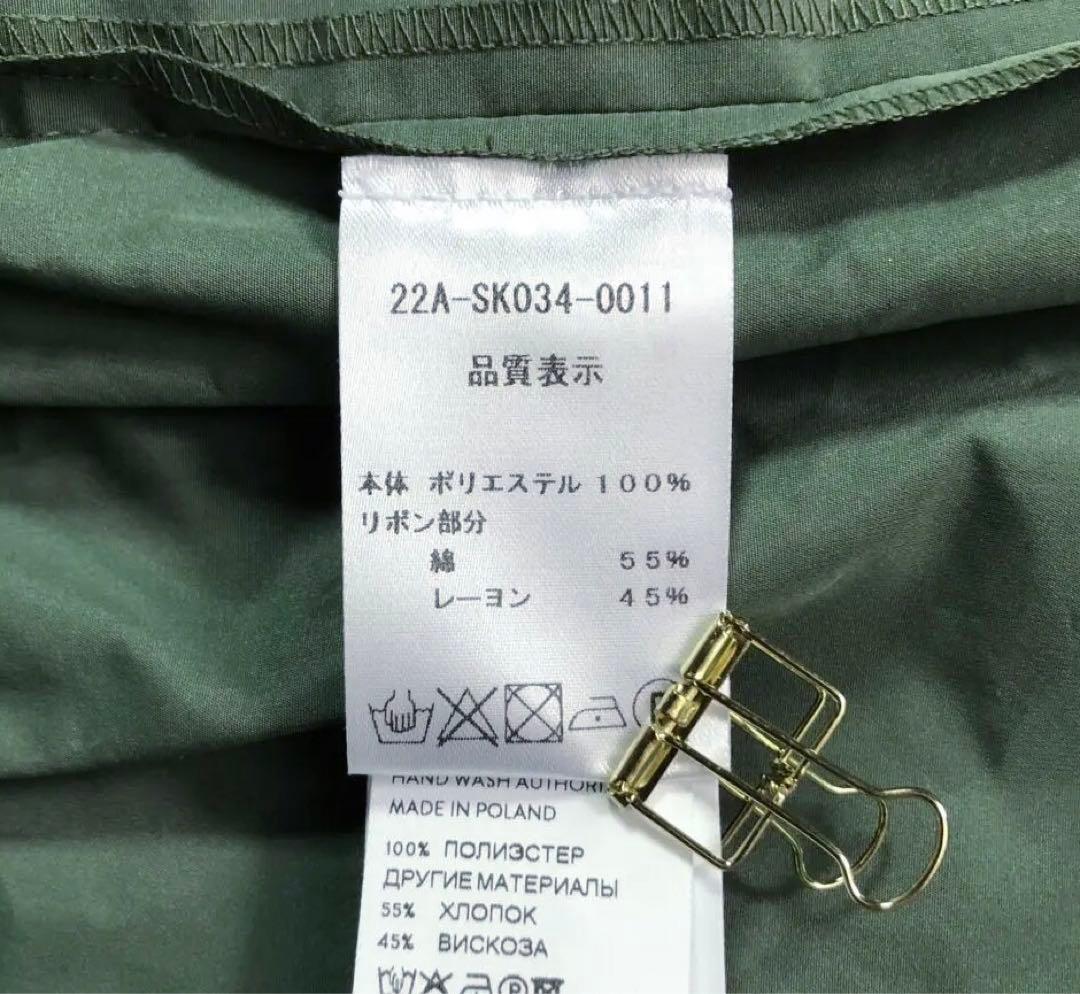 22A-SK034-0011
品質表示
本体 ポリエステル 100%
リボン部分
綿 55%
レーヨン 45%
HAND WASH
MADE IN POLAND
100% ПОЛИЭСТЕР
ДРУГИЕ МАТЕРИАЛЫ
55% ХЛОПОК
45% ВИСКОЗА